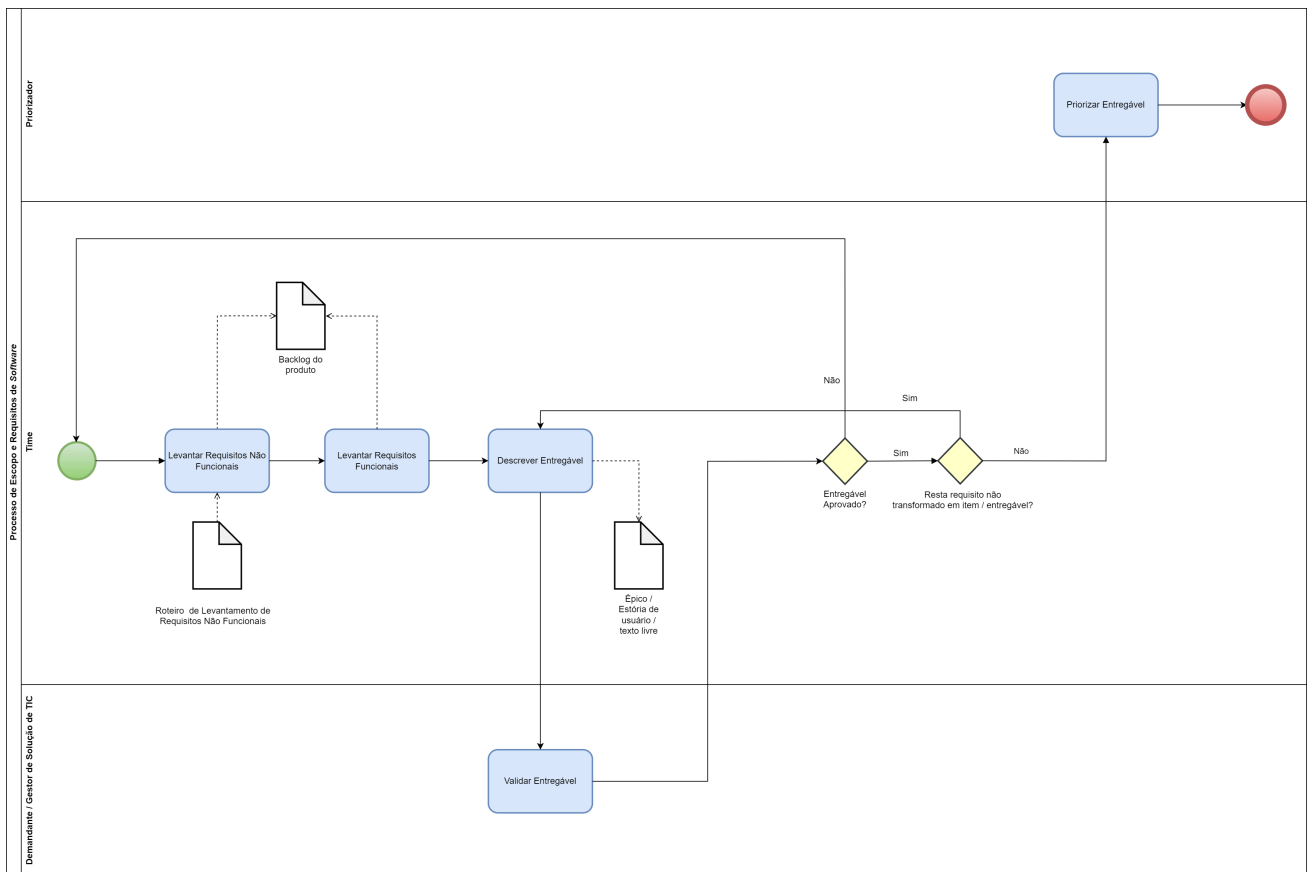 Processo de Escopo e Requisitos de Software
Priorizador
Priorizar Entregável
Time
Backlog do
produto
Não
Sim
Levantar Requisitos Não
Funcionais
Levantar Requisitos
Funcionais
Descrever Entregável
Sim
Não
Entregável
Aprovado?
Resta requisito não
transformado em item / entregável?
Roteiro de Levantamento de
Requisitos Não Funcionais
Épico /
Estória de
usuário /
texto livre
Demandante / Gestor de Solução de TIC
Validar Entregável